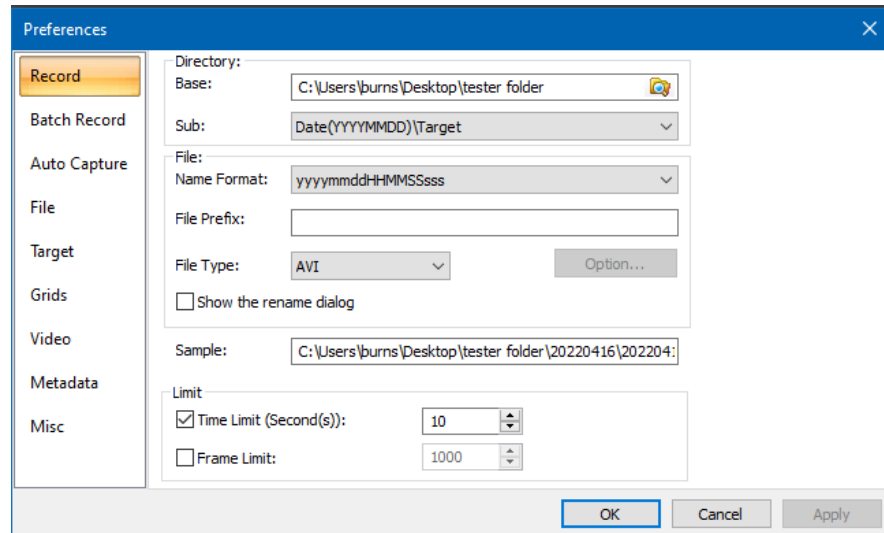 Preferences
Record
Batch Record
Auto Capture
File
Target
Grids
Video
Metadata
Misc
Directory:
Base: C:\Users\burns\Desktop\tester folder
Sub: Date(YYYYMMDD)\Target
File:
Name Format: yyyymmddHHMMSSsss
File Prefix:
File Type: AVI Option...
Show the rename dialog
Sample: C:\Users\burns\Desktop\tester folder\20220416\2022041
Limit
Time Limit (Second(s)): 10
Frame Limit: 1000
OK Cancel Apply